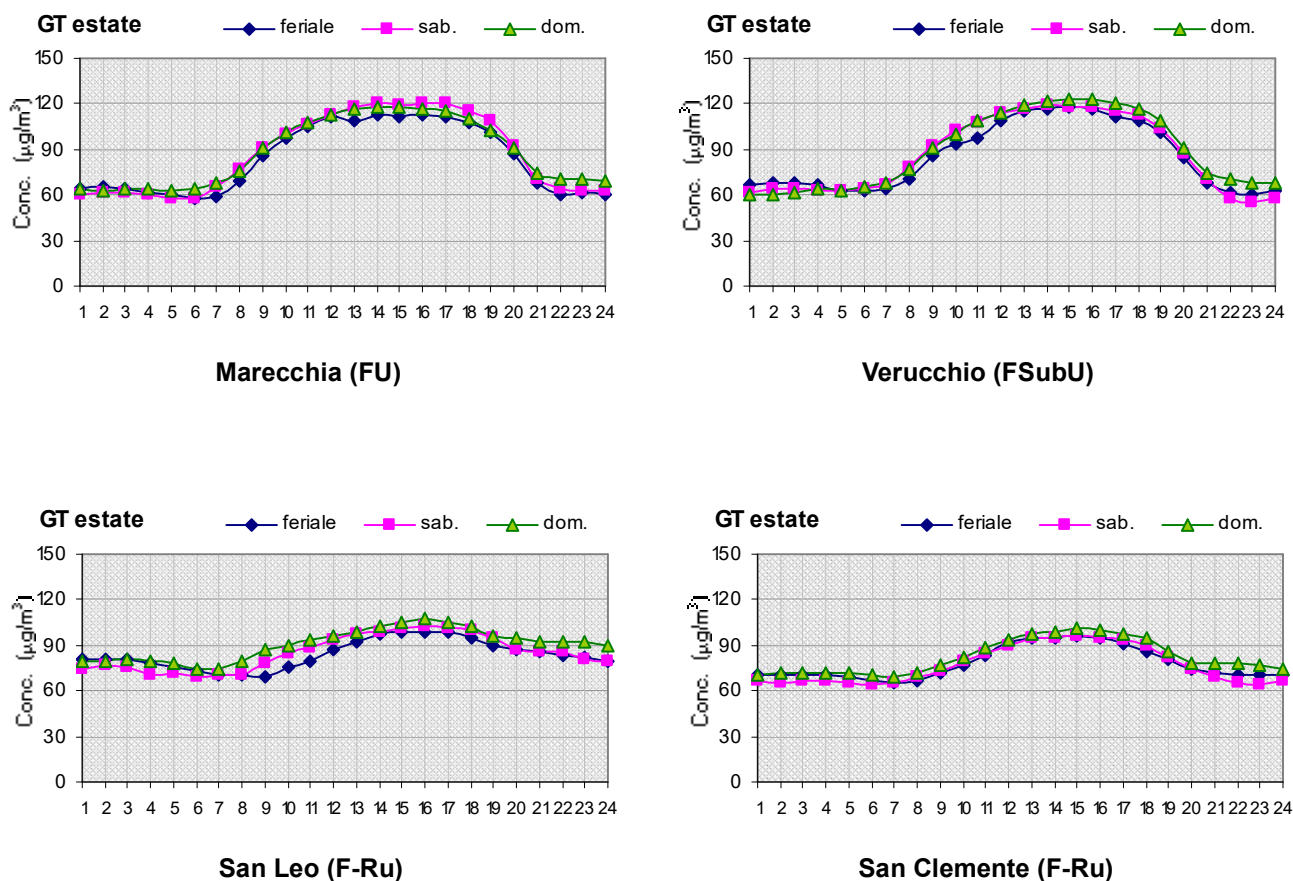 GT estate feriale sab. dom.
Conc. (µg/m³)
150
120
90
60
30
0
1 2 3 4 5 6 7 8 9 10 11 12 13 14 15 16 17 18 19 20 21 22 23 24
Marecchia (FU)
GT estate feriale sab. dom.
Conc. (µg/m³)
150
120
90
60
30
0
1 2 3 4 5 6 7 8 9 10 11 12 13 14 15 16 17 18 19 20 21 22 23 24
Verucchio (FSubU)
GT estate feriale sab. dom.
Conc. (µg/m³)
150
120
90
60
30
0
1 2 3 4 5 6 7 8 9 10 11 12 13 14 15 16 17 18 19 20 21 22 23 24
San Leo (F-Ru)
GT estate feriale sab. dom.
Conc. (µg/m³)
150
120
90
60
30
0
1 2 3 4 5 6 7 8 9 10 11 12 13 14 15 16 17 18 19 20 21 22 23 24
San Clemente (F-Ru)